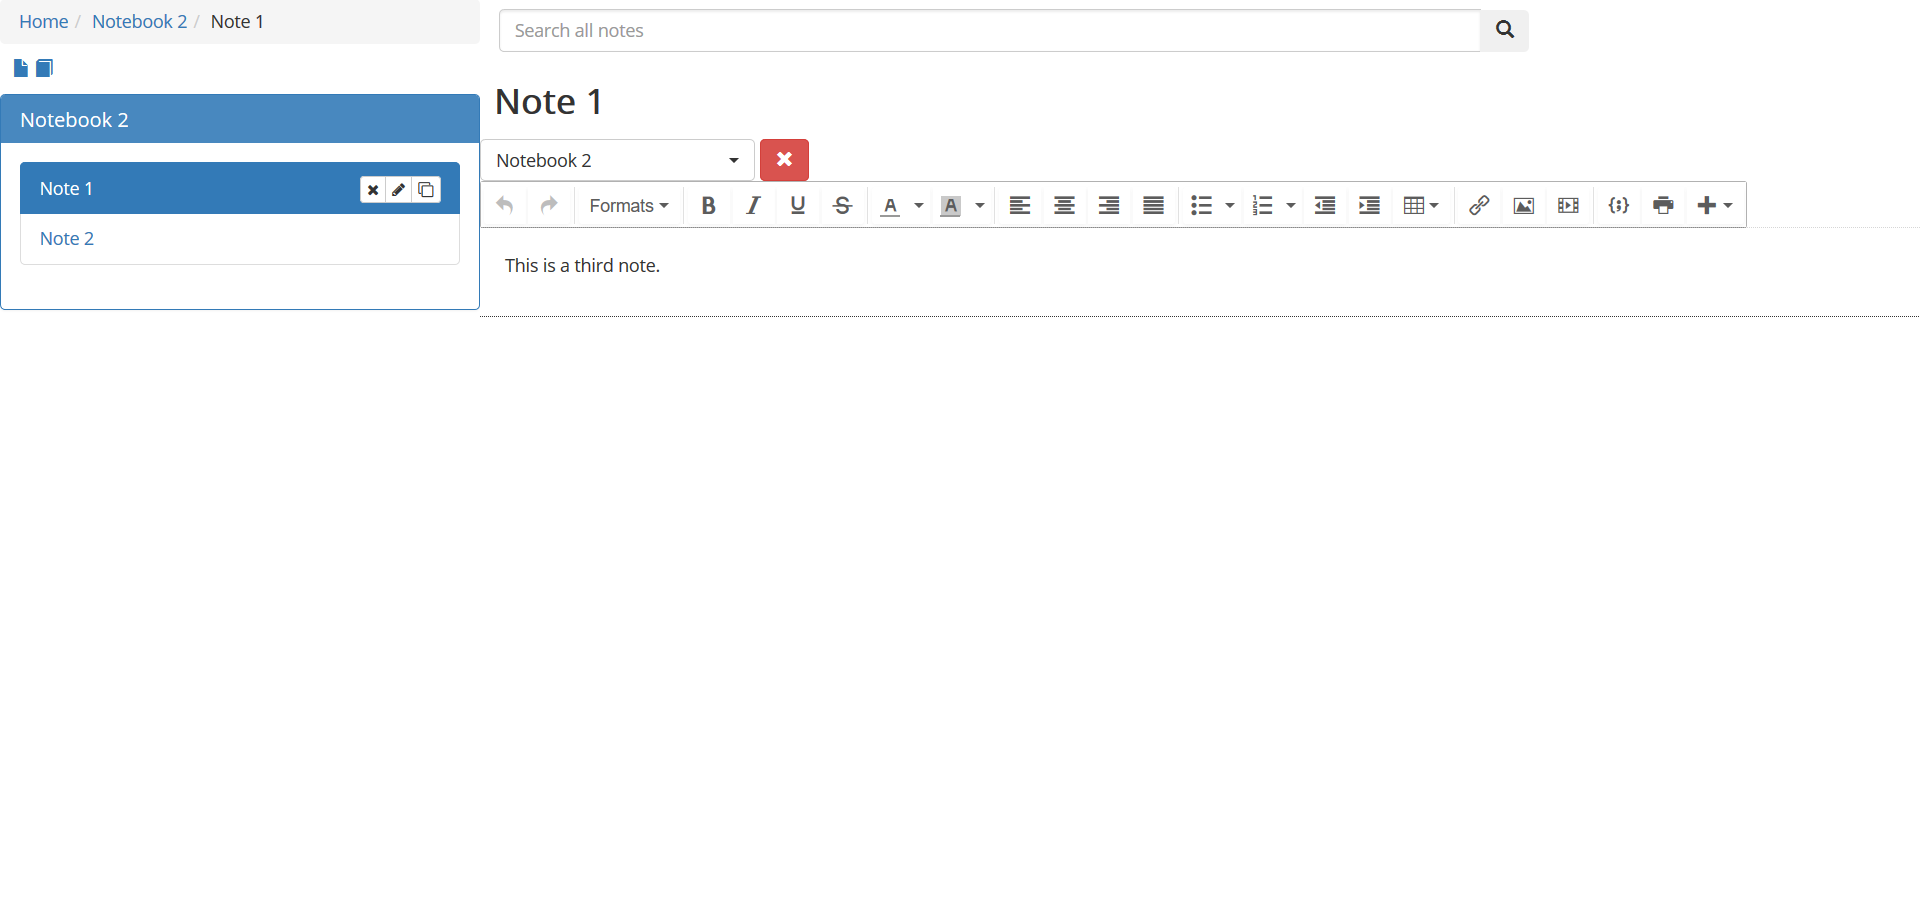 Home / Notebook 2 / Note 1
Search all notes
Notebook 2
Note 1
Note 2
Note 1
Notebook 2
Formats B I U S A A
This is a third note.